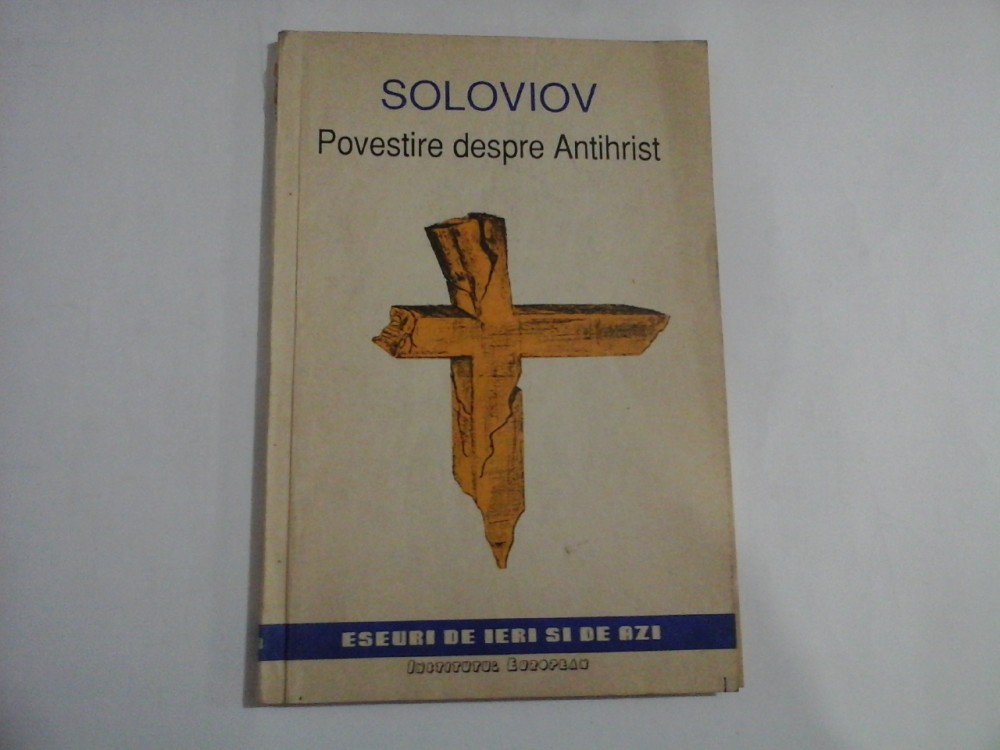 SOLOVIOV
Povestire despre Antihrist
ESEURI DE IERI SI DE AZI
INSTITUTUL EUROPEAN